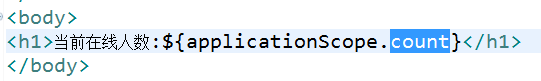 <body>
<h1>当前在线人数:${applicationScope.count}</h1>
</body>